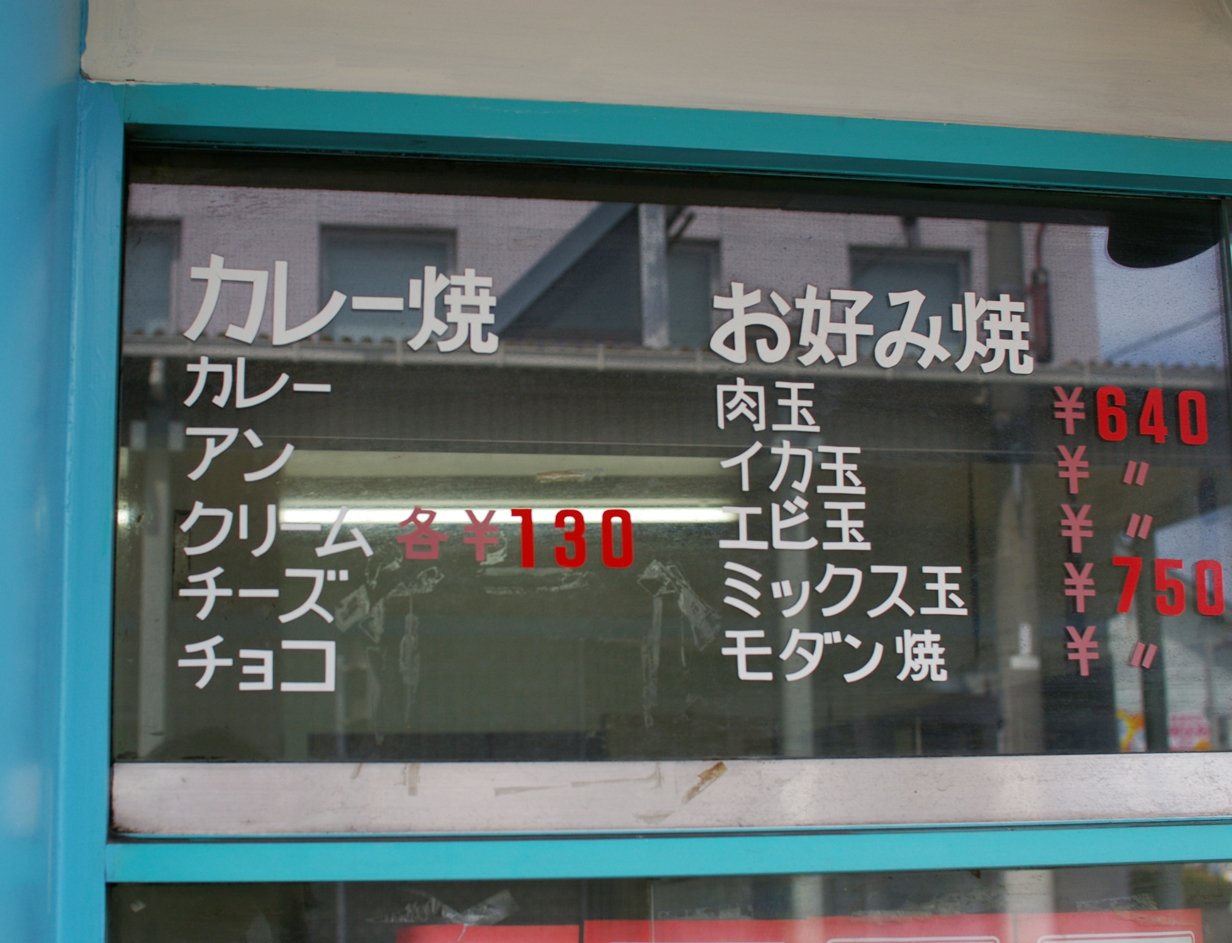 カレー焼
カレー
アン
クリーム 各¥130
チーズ
チョコ
お好み焼
肉玉 ¥640
イカ玉 ¥ 〃
エビ玉 ¥ 〃
ミックス玉 ¥750
モダン焼 ¥ 〃